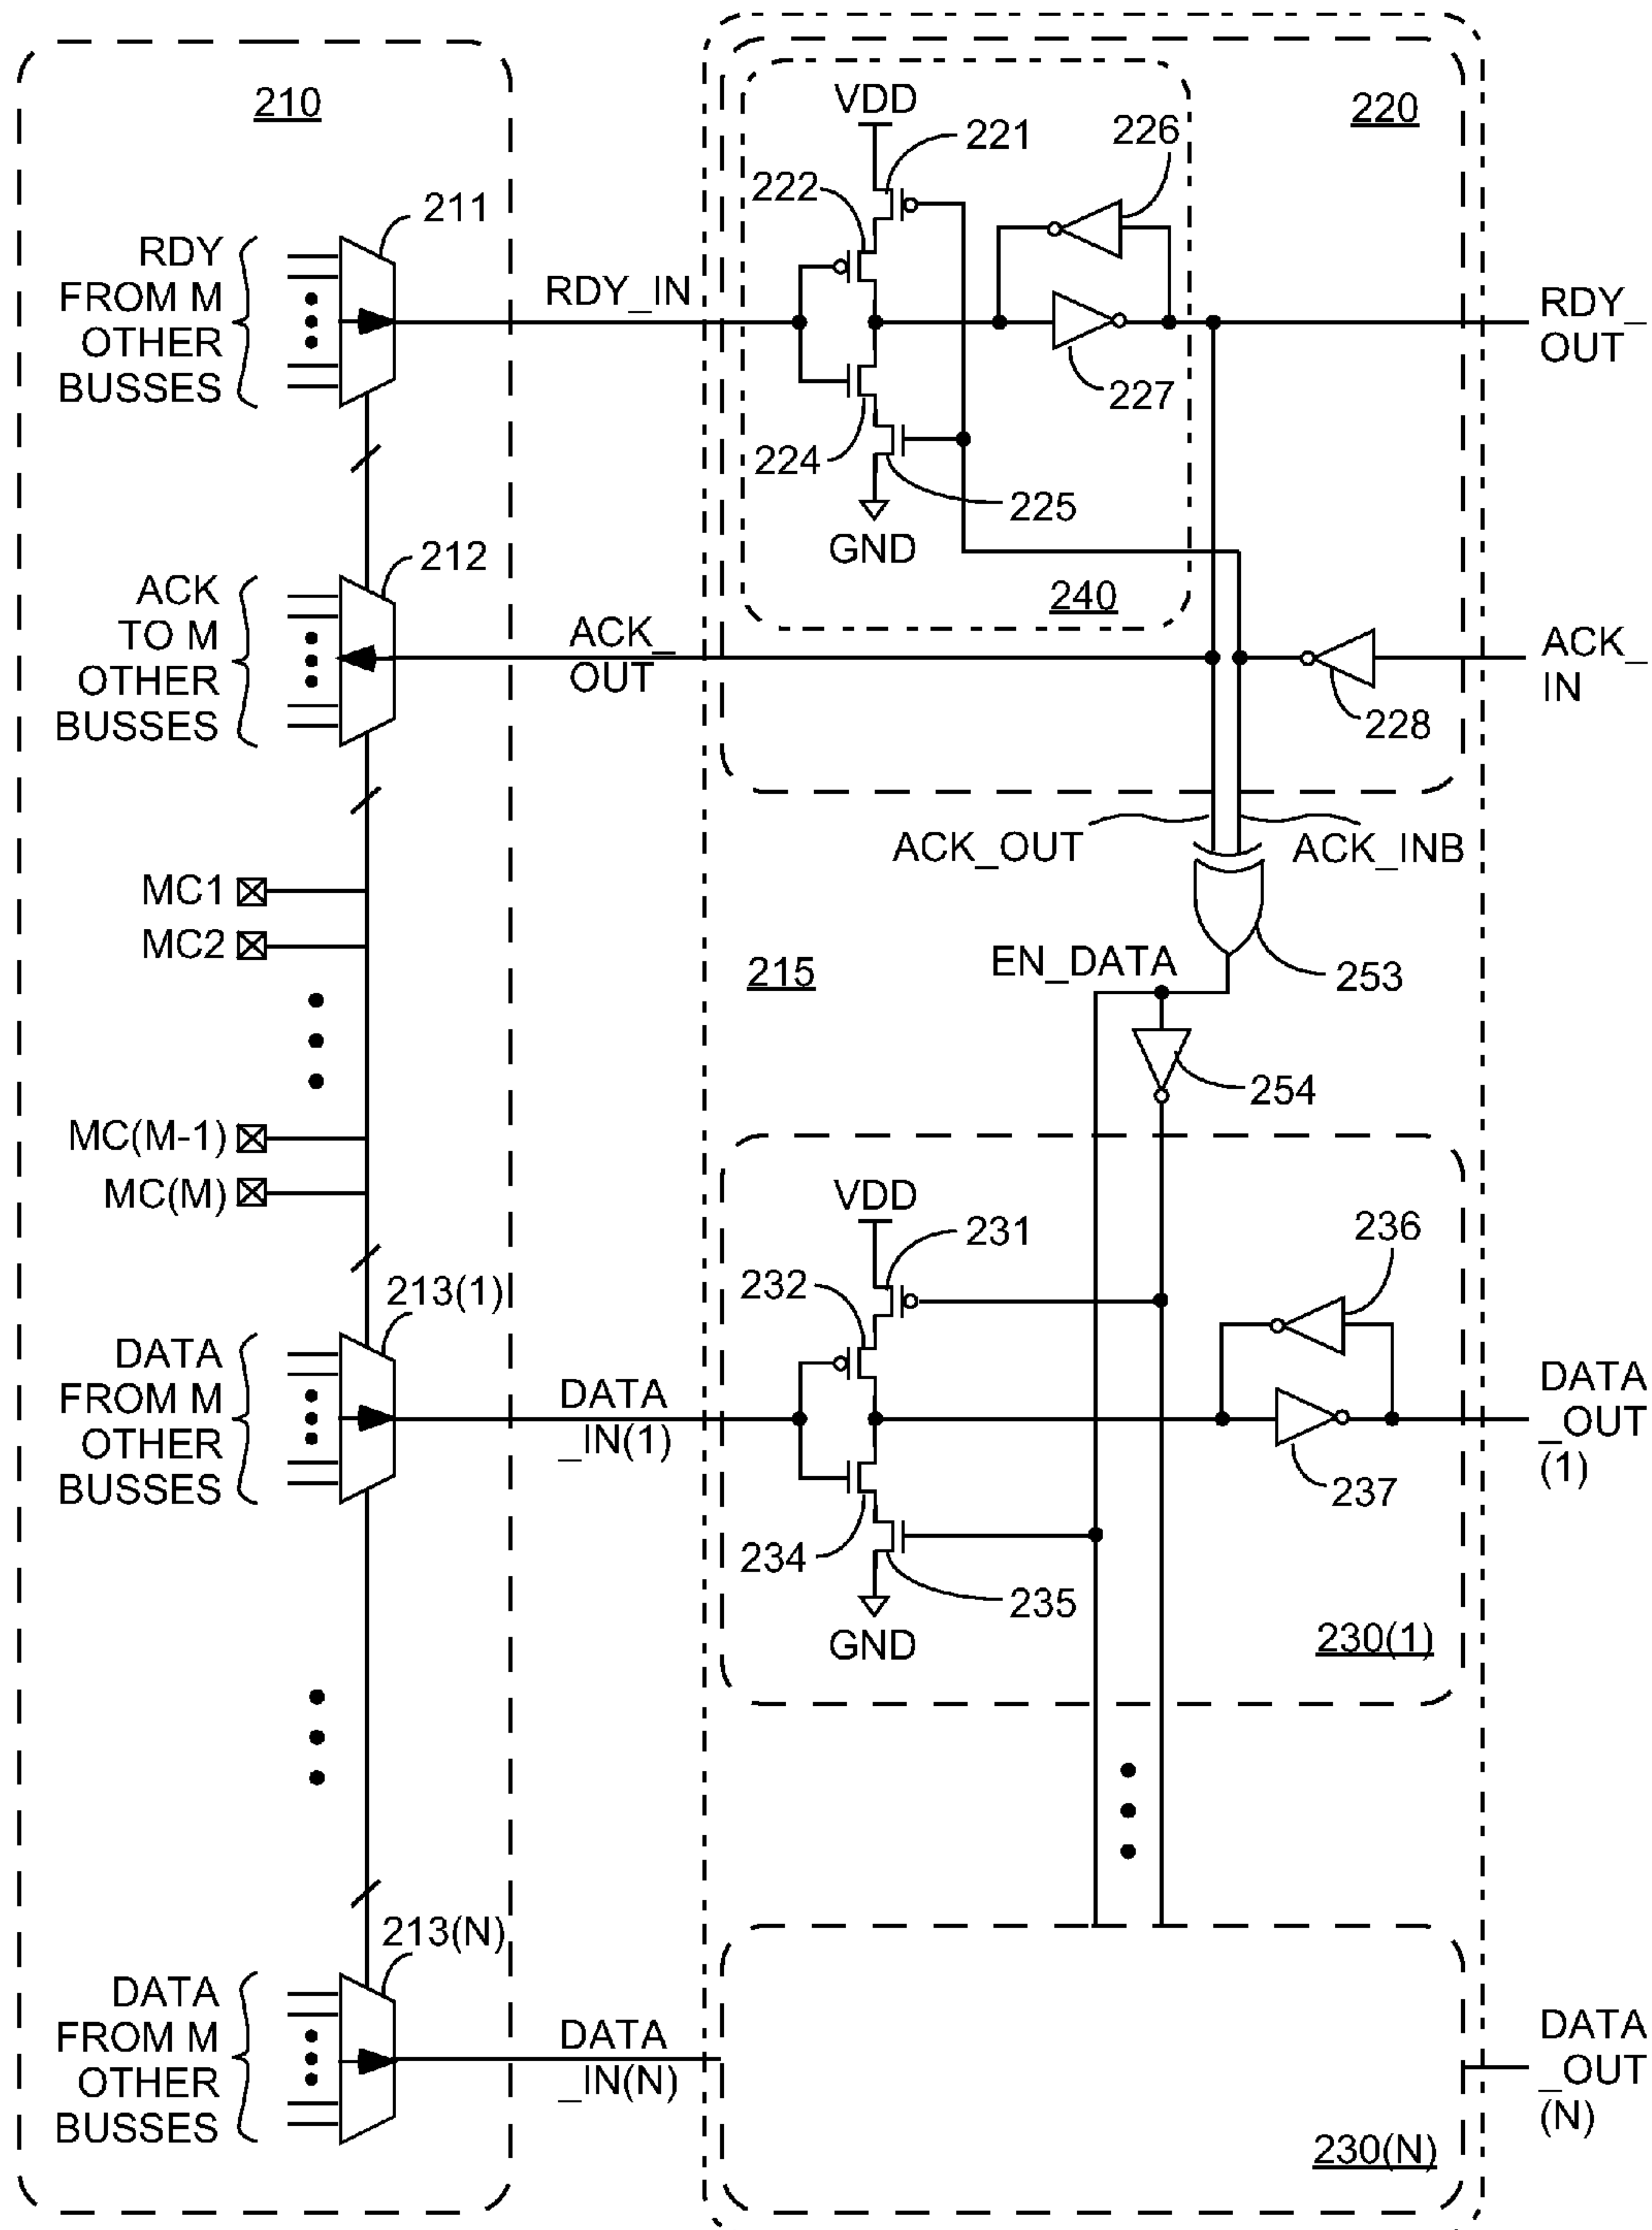 210
VDD
221
222
226
220
211
RDY
FROM M
OTHER
BUSSES
RDY_IN
RDY_
OUT
227
224
225
GND
212
ACK
TO M
OTHER
BUSSES
240
ACK_
OUT
ACK_
IN
228
ACK_OUT
ACK_INB
MC1
MC2
EN_DATA
253
215
254
MC(M-1)
MC(M)
VDD
231
232
236
213(1)
DATA
FROM M
OTHER
BUSSES
DATA
_IN(1)
DATA
_OUT
(1)
237
234
235
GND
230(1)
213(N)
DATA
FROM M
OTHER
BUSSES
DATA
_IN(N)
DATA
_OUT
(N)
230(N)